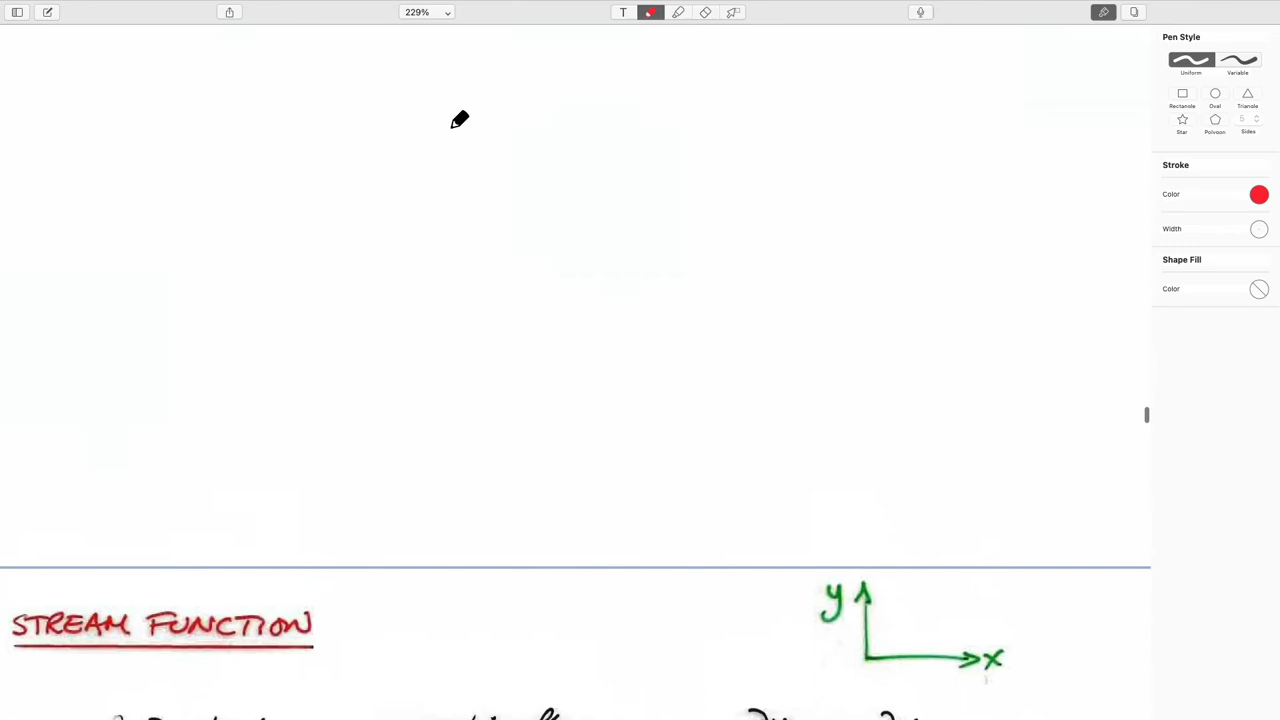 229%
T
Pen Style
Uniform Variable
Rectangle Oval Triangle
5
Star Polygon Sides
Stroke
Color
Width
Shape Fill
Color
STREAM FUNCTION
y
x